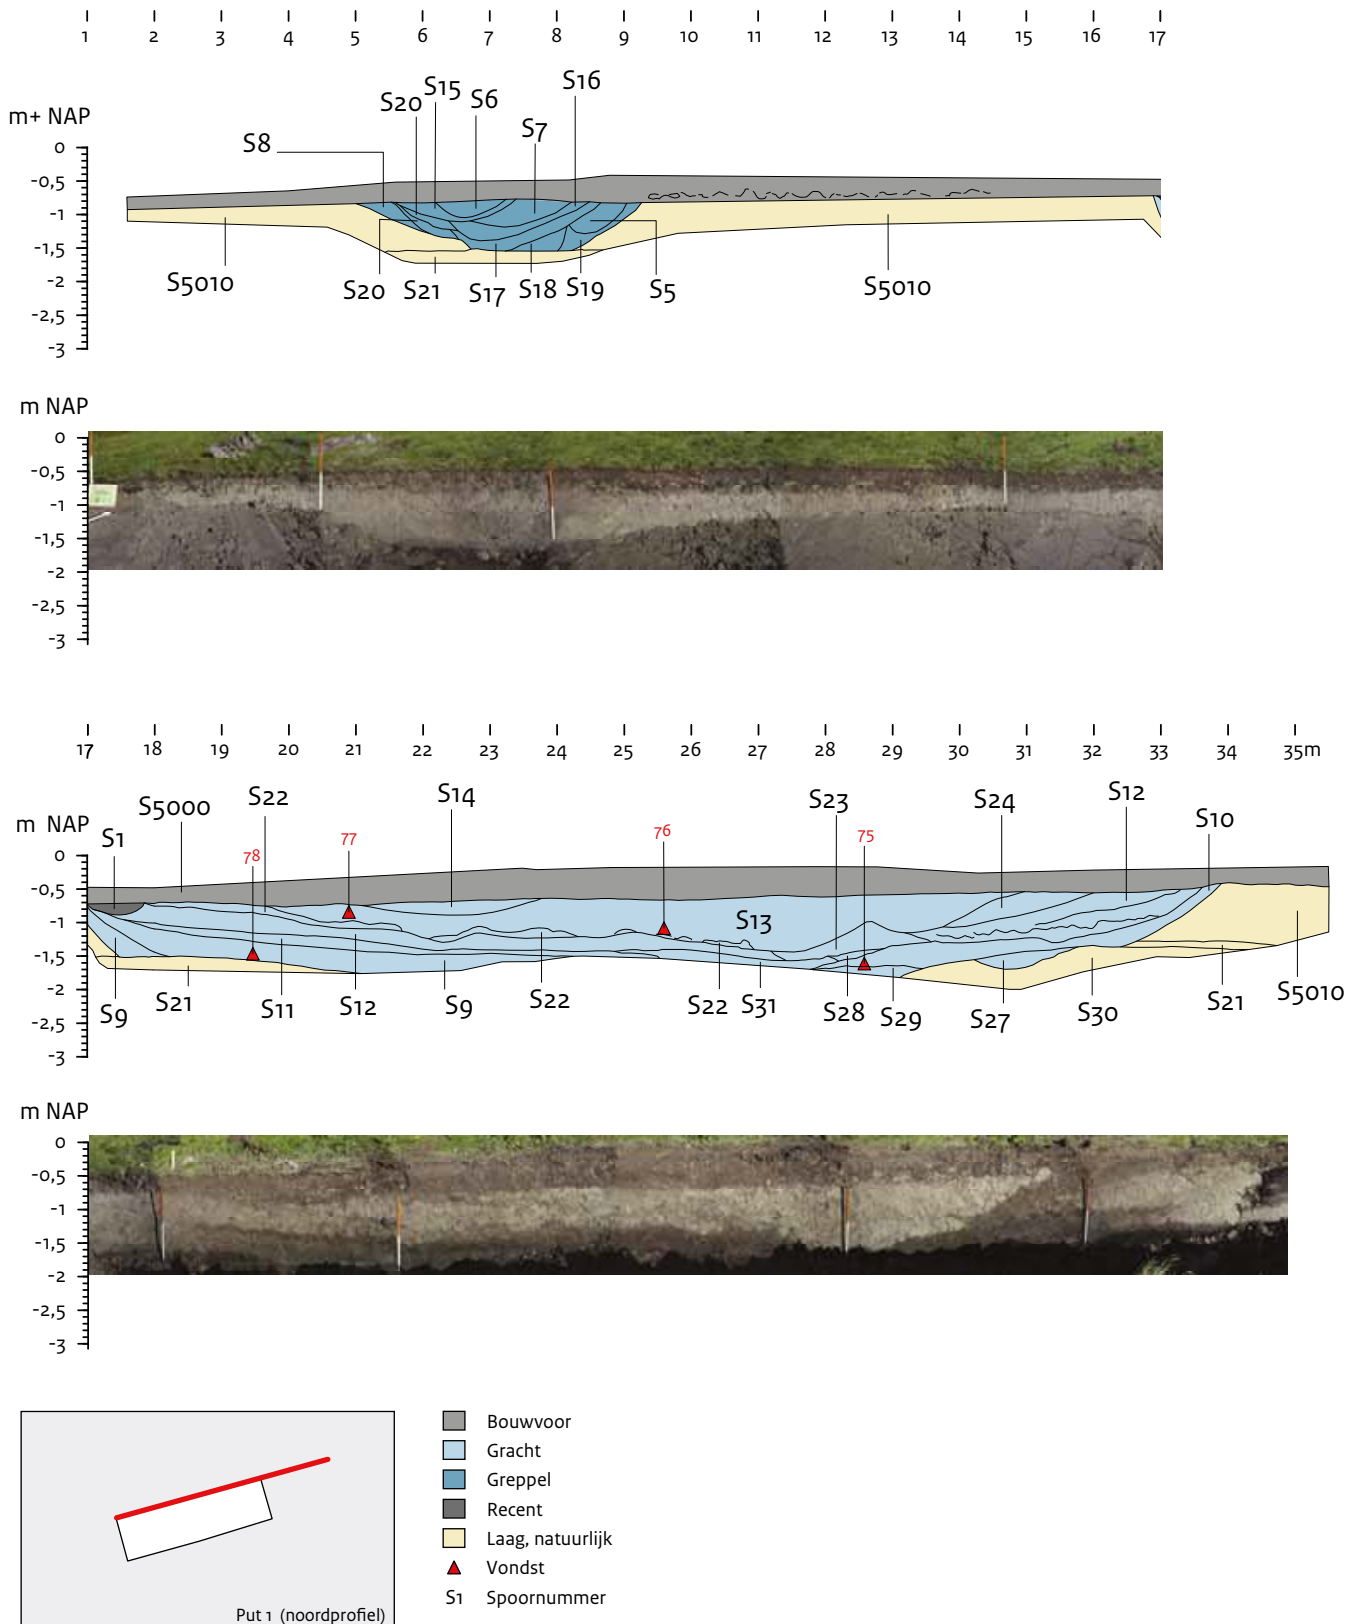 1 2 3 4 5 6 7 8 9 10 11 12 13 14 15 16 17
S16
S20 S15 S6
m+ NAP
S7
S8
0
-0,5
-1
-1,5
-2
-2,5
-3
S5010 S20 S21 S17 S18 S19 S5 S5010
m NAP
0
-0,5
-1
-1,5
-2
-2,5
-3
17 18 19 20 21 22 23 24 25 26 27 28 29 30 31 32 33 34 35m
S5000 S22 S14 S23 S24 S12
m NAP
S1 78 77 76 75 S10
0
-0,5
-1
-1,5
-2
-2,5
-3
S13
S9 S21 S11 S12 S9 S22 S22 S31 S28 S29 S27 S30 S21 S5010
m NAP
0
-0,5
-1
-1,5
-2
-2,5
-3
Put 1 (noordprofiel)
Bouwvoor
Gracht
Greppel
Recent
Laag, natuurlijk
Vondst
S1 Spoornummer